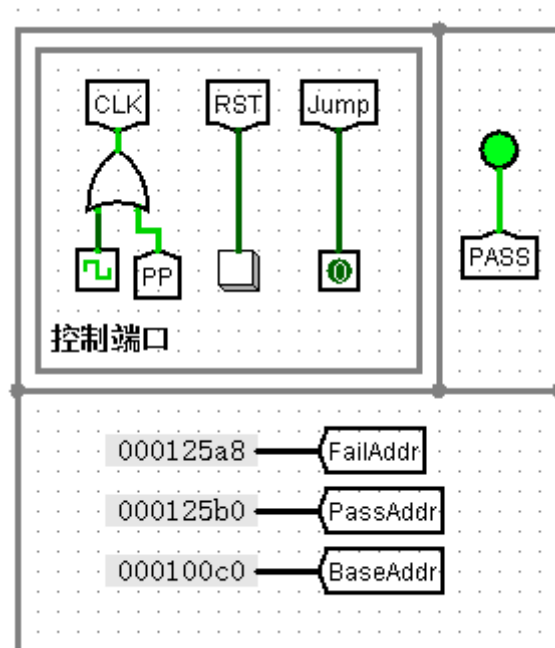 CLK RST Jump
PP
PASS
0
控制端口
000125a8 FailAddr
000125b0 PassAddr
000100c0 BaseAddr